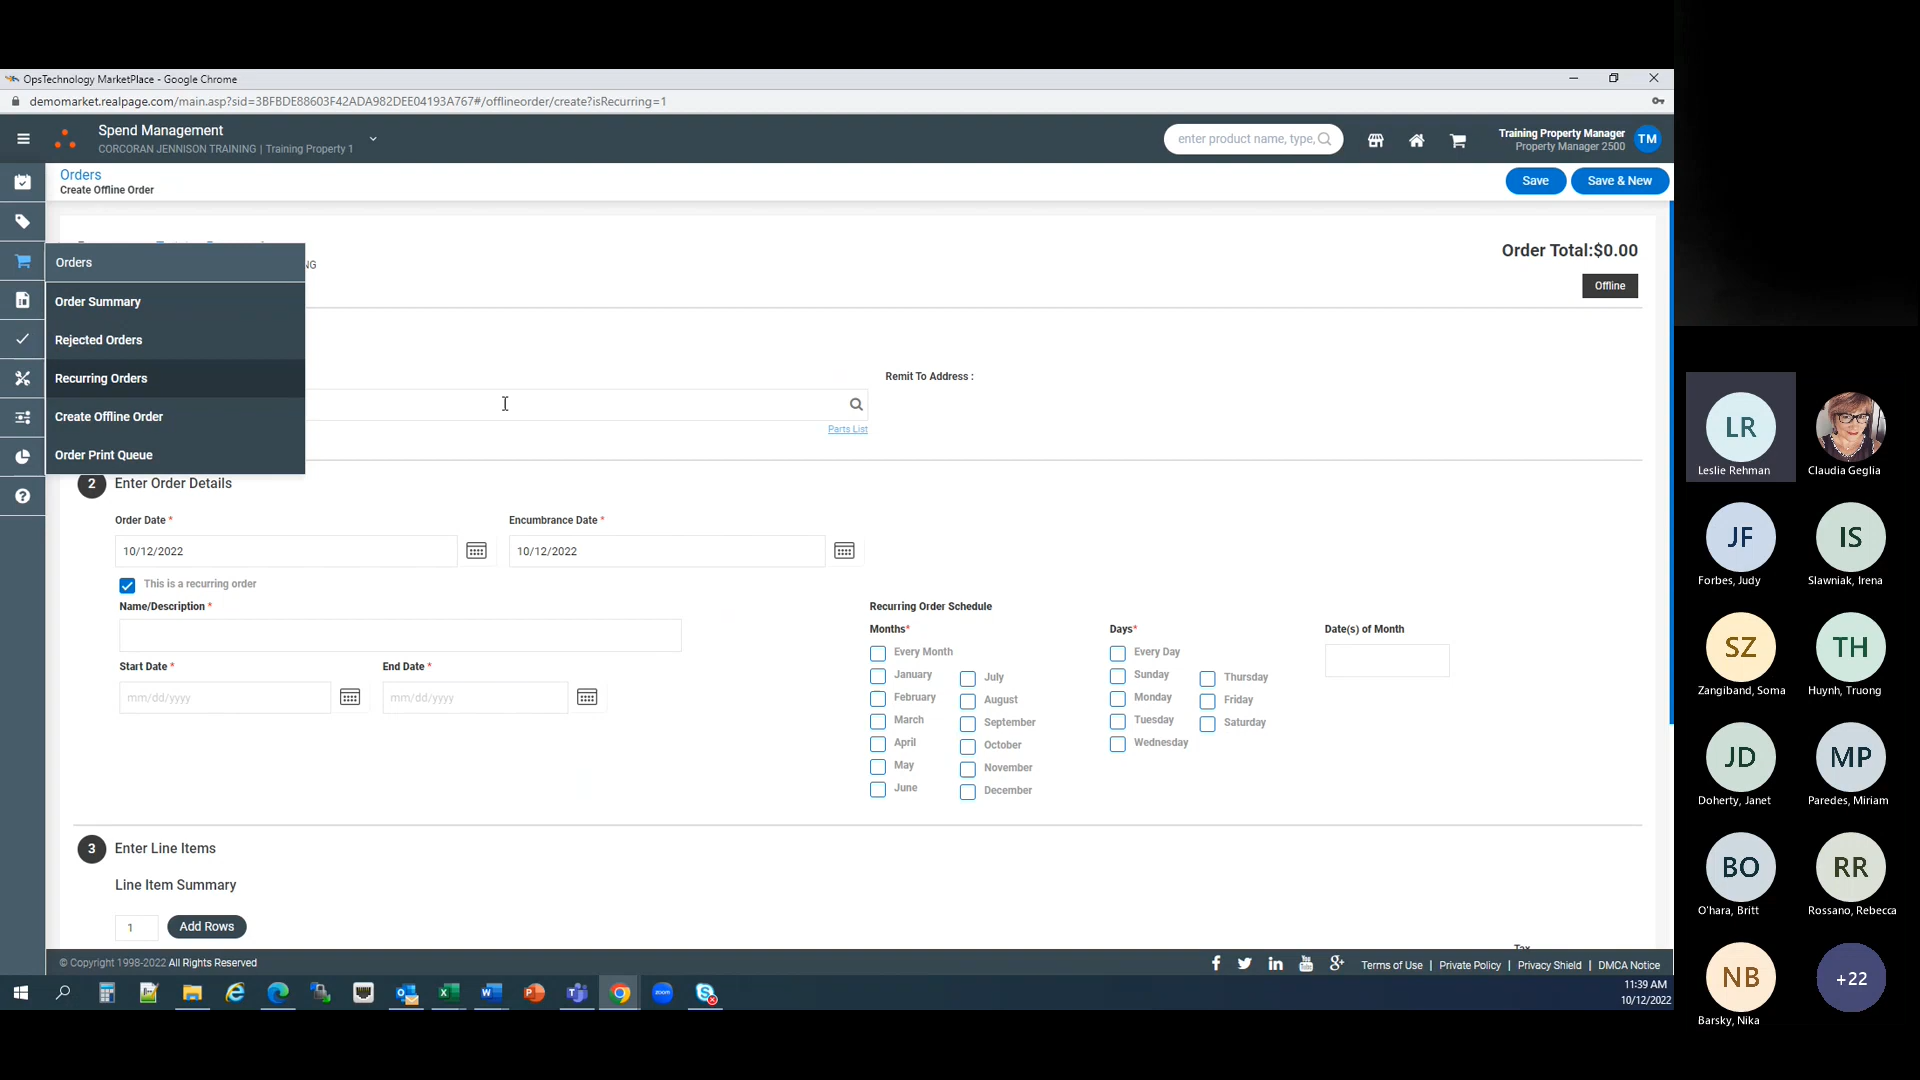 OpsTechnology MarketPlace - Google Chrome
demomarket.realpage.com/main.asp?sid=3BFBDE88603F42ADA982DEE04193A767#/offlineorder/create?isRecurring=1
Spend Management
CORCORAN JENNISON TRAINING | Training Property 1
enter product name, type,
Training Property Manager
Property Manager 2500
TM
Orders
Create Offline Order
Save
Save & New
Orders
NG
Order Total:$0.00
Offline
Order Summary
Rejected Orders
Recurring Orders
Create Offline Order
Order Print Queue
Remit To Address :
Parts List
2
Enter Order Details
Order Date *
Encumbrance Date *
10/12/2022
10/12/2022
This is a recurring order
Name/Description *
Start Date *
End Date *
mm/dd/yyyy
mm/dd/yyyy
Recurring Order Schedule
Months*
Every Month
January
February
March
April
May
June
July
August
September
October
November
December
Days*
Every Day
Sunday
Monday
Tuesday
Wednesday
Thursday
Friday
Saturday
Date(s) of Month
3
Enter Line Items
Line Item Summary
1
Add Rows
© Copyright 1998-2022 All Rights Reserved
Terms of Use | Private Policy | Privacy Shield | DMCA Notice
zoom
11:39 AM
10/12/2022
LR
Leslie Rehman
Claudia Geglia
JF
Forbes, Judy
IS
Slawniak, Irena
SZ
Zangiband, Soma
TH
Huynh, Truong
JD
Doherty, Janet
MP
Paredes, Miriam
BO
O'hara, Britt
RR
Rossano, Rebecca
NB
Barsky, Nika
+22